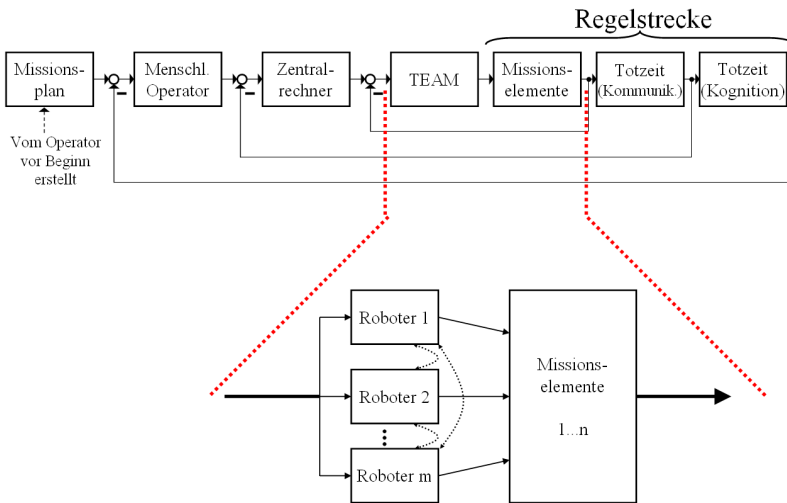 Regelstrecke
Missions-
plan
Menschl.
Operator
Zentral-
rechner
TEAM
Missions-
elemente
Totzeit
(Kommunik.)
Totzeit
(Kognition)
Vom Operator
vor Beginn
erstellt
Roboter 1
Roboter 2
Roboter m
Missions-
elemente
1...n